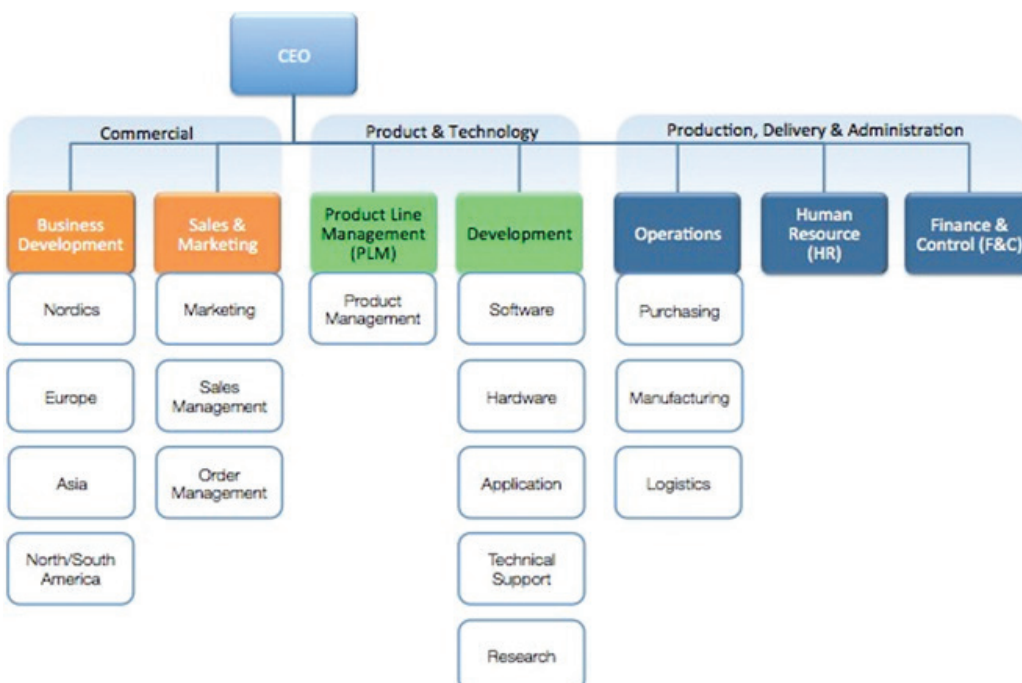 CEO
Commercial
Product & Technology
Production, Delivery & Administration
Business
Development
Sales &
Marketing
Product Line
Management
(PLM)
Development
Operations
Human
Resource
(HR)
Finance &
Control (F&C)
Nordics
Europe
Asia
North/South
America
Marketing
Sales
Management
Order
Management
Product
Management
Software
Hardware
Application
Technical
Support
Research
Purchasing
Manufacturing
Logistics